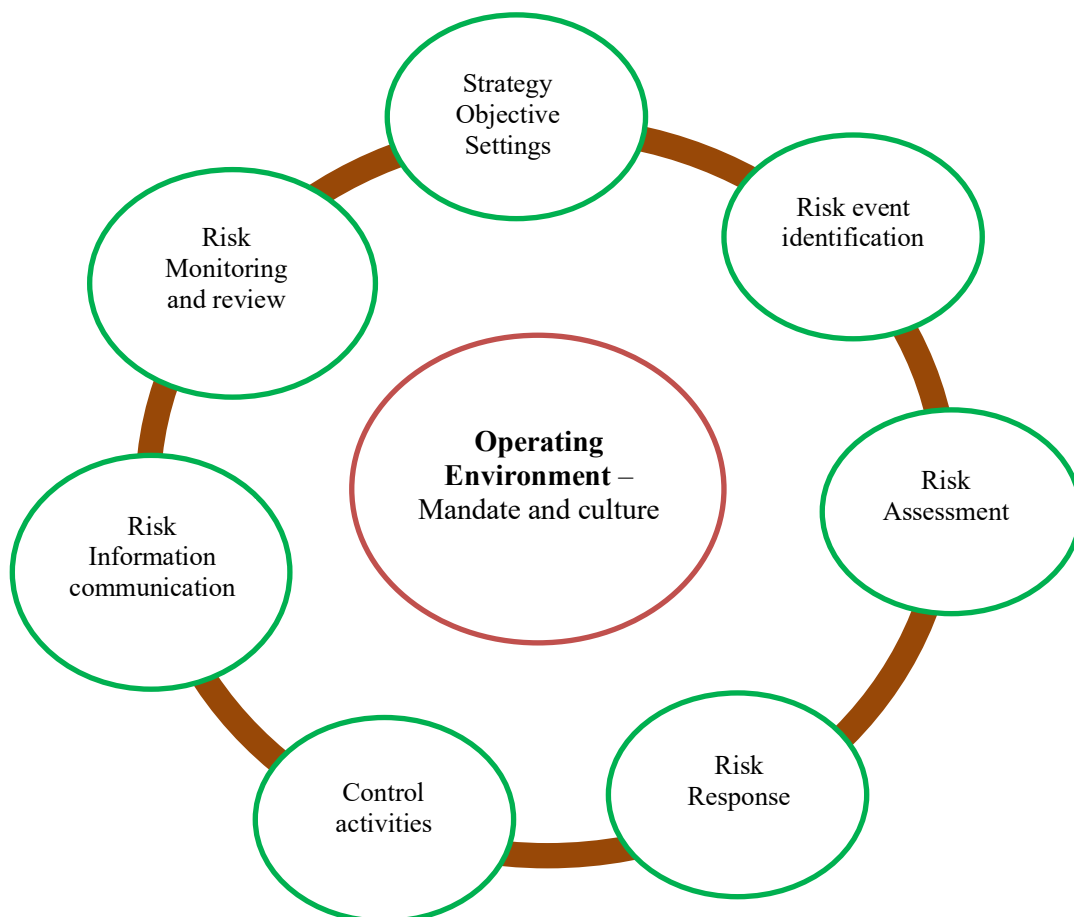 Strategy
Objective
Settings
Risk event
identification
Risk
Assessment
Risk
Response
Control
activities
Risk
Information
communication
Risk
Monitoring
and review
Operating
Environment –
Mandate and culture